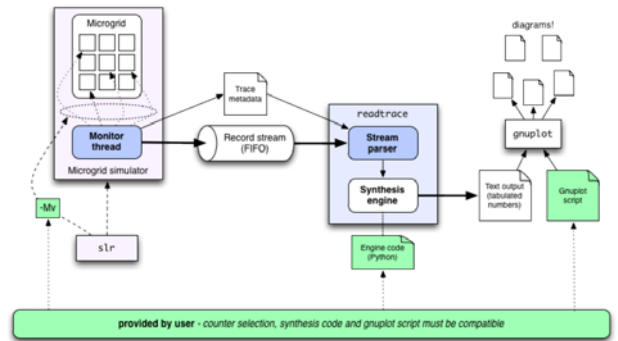 Microgrid
diagrams!
Trace
metadata
readtrace
Monitor
thread
Record stream
(FIFO)
Stream
parser
gnuplot
Microgrid simulator
Synthesis
engine
Text output
(tabulated
numbers)
Gnuplot
script
-Mv
slr
Engine code
(Python)
provided by user - counter selection, synthesis code and gnuplot script must be compatible